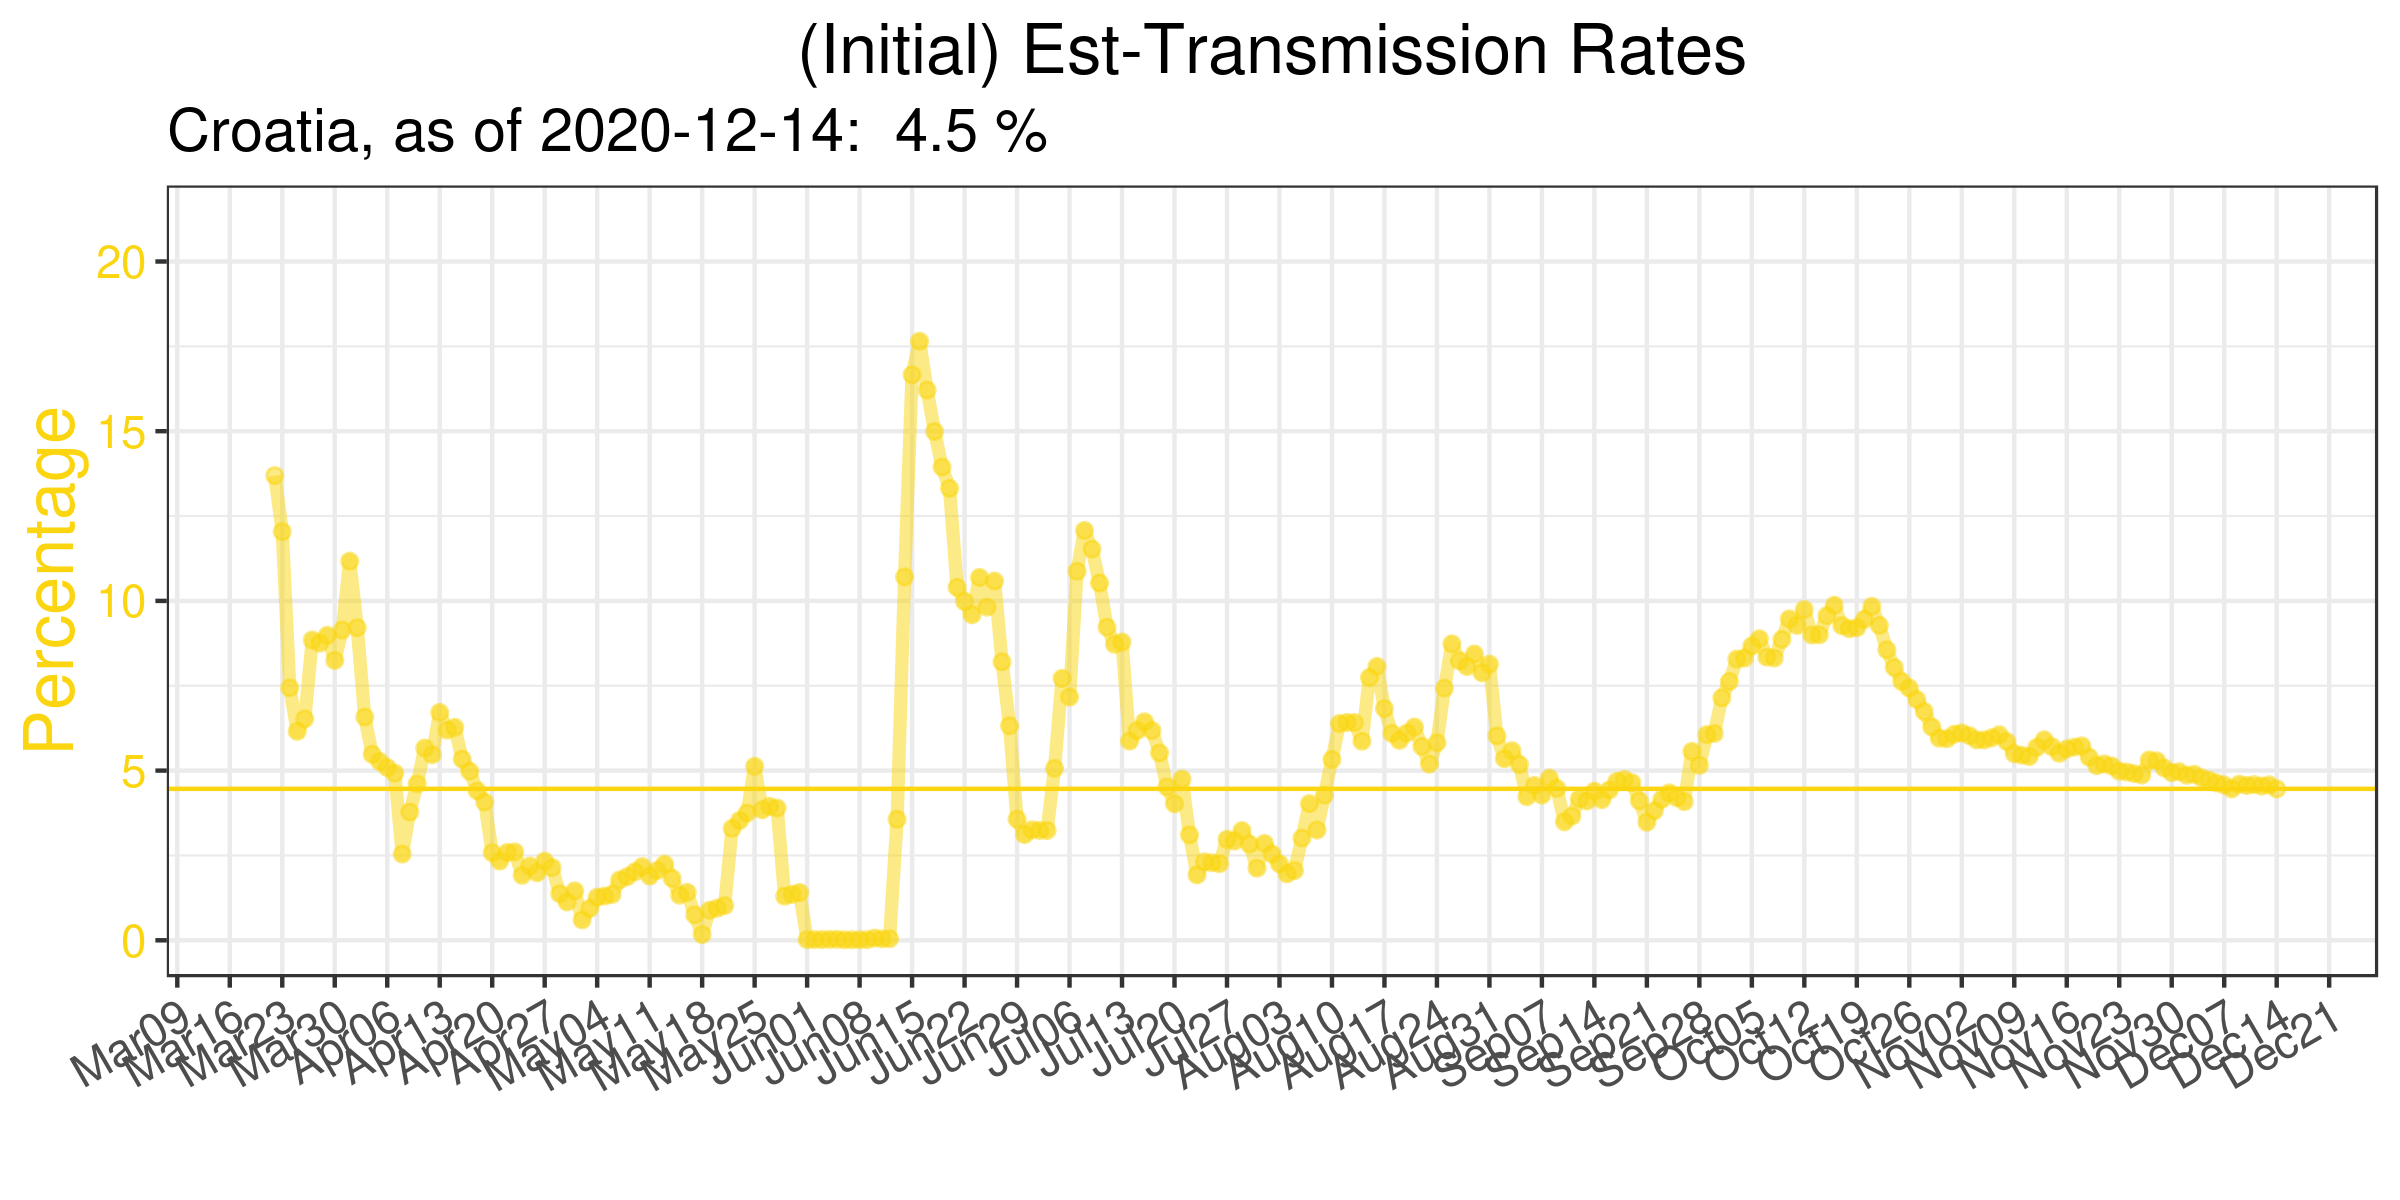 (Initial) Est-Transmission Rates
Croatia, as of 2020-12-14:  4.5 %
Percentage
20
15
10
5
0
Mar09
Mar16
Mar23
Mar30
Apr06
Apr13
Apr20
Apr27
May04
May11
May18
May25
Jun01
Jun08
Jun15
Jun22
Jun29
Jul06
Jul13
Jul20
Jul27
Aug03
Aug10
Aug17
Aug24
Aug31
Sep07
Sep14
Sep21
Sep28
Oct05
Oct12
Oct19
Oct26
Nov02
Nov09
Nov16
Nov23
Nov30
Dec07
Dec14
Dec21